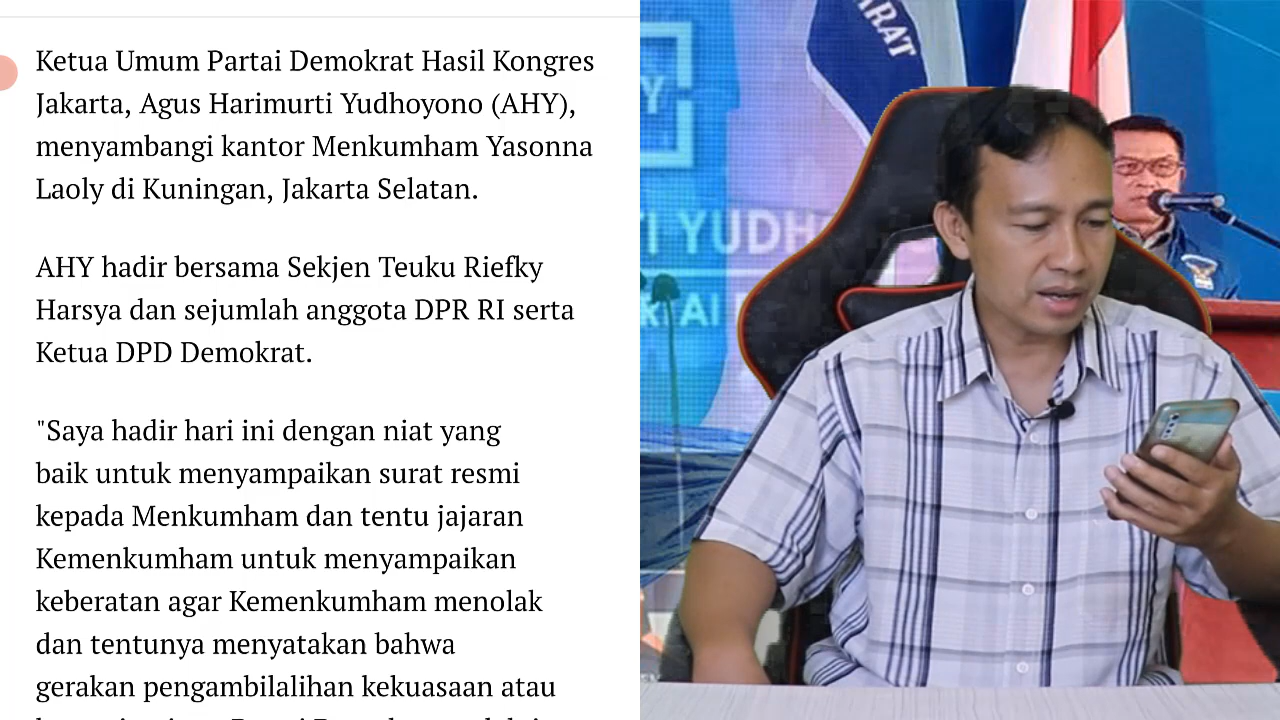 Ketua Umum Partai Demokrat Hasil Kongres
Jakarta, Agus Harimurti Yudhoyono (AHY),
menyambangi kantor Menkumham Yasonna
Laoly di Kuningan, Jakarta Selatan.
AHY hadir bersama Sekjen Teuku Riefky
Harsya dan sejumlah anggota DPR RI serta
Ketua DPD Demokrat.
"Saya hadir hari ini dengan niat yang
baik untuk menyampaikan surat resmi
kepada Menkumham dan tentu jajaran
Kemenkumham untuk menyampaikan
keberatan agar Kemenkumham menolak
dan tentunya menyatakan bahwa
gerakan pengambilalihan kekuasaan atau
ARAT
Y
TI YUDH
& AI